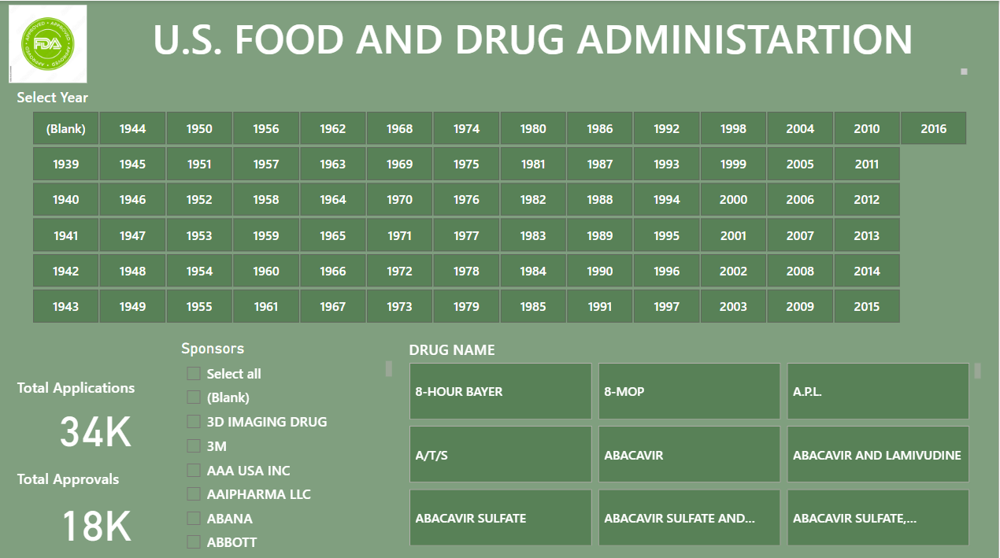 APPROVED • APPROVED • APPROVED • APPROVED
FDA
U.S. FOOD AND DRUG ADMINISTARTION
Select Year
(Blank) 1944 1950 1956 1962 1968 1974 1980 1986 1992 1998 2004 2010 2016
1939 1945 1951 1957 1963 1969 1975 1981 1987 1993 1999 2005 2011
1940 1946 1952 1958 1964 1970 1976 1982 1988 1994 2000 2006 2012
1941 1947 1953 1959 1965 1971 1977 1983 1989 1995 2001 2007 2013
1942 1948 1954 1960 1966 1972 1978 1984 1990 1996 2002 2008 2014
1943 1949 1955 1961 1967 1973 1979 1985 1991 1997 2003 2009 2015
Total Applications
34K
Total Approvals
18K
Sponsors
Select all
(Blank)
3D IMAGING DRUG
3M
AAA USA INC
AAIPHARMA LLC
ABANA
ABBOTT
DRUG NAME
8-HOUR BAYER 8-MOP A.P.L.
A/T/S ABACAVIR ABACAVIR AND LAMIVUDINE
ABACAVIR SULFATE ABACAVIR SULFATE AND... ABACAVIR SULFATE,...